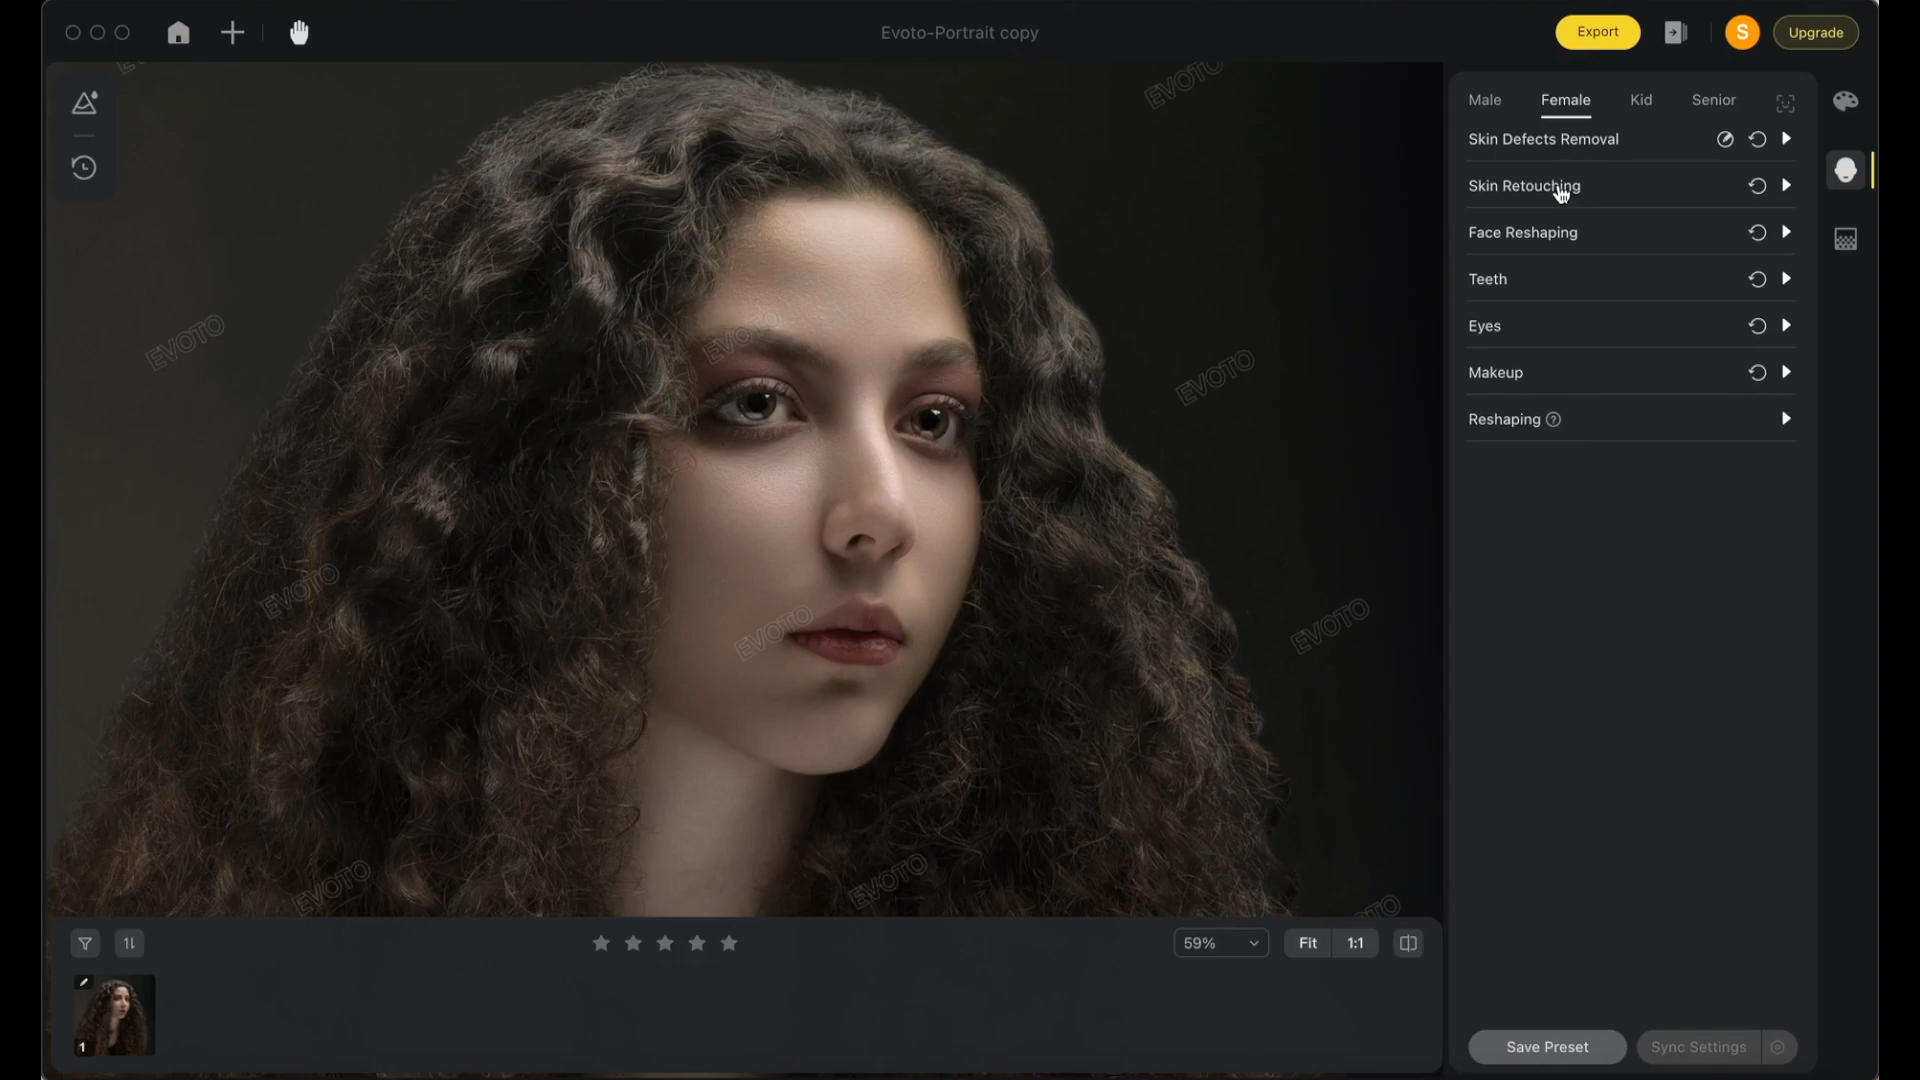 Evoto-Portrait copy
Export
S
Upgrade
Male
Female
Kid
Senior
Skin Defects Removal
Skin Retouching
Face Reshaping
Teeth
Eyes
Makeup
Reshaping ?
EVOTO
EVOTO
EVOTO
EVOTO
EVOTO
EVOTO
EVOTO
EVOTO
EVOTO
EVOTO
EVOTO
59%
Fit
1:1
1
Save Preset
Sync Settings